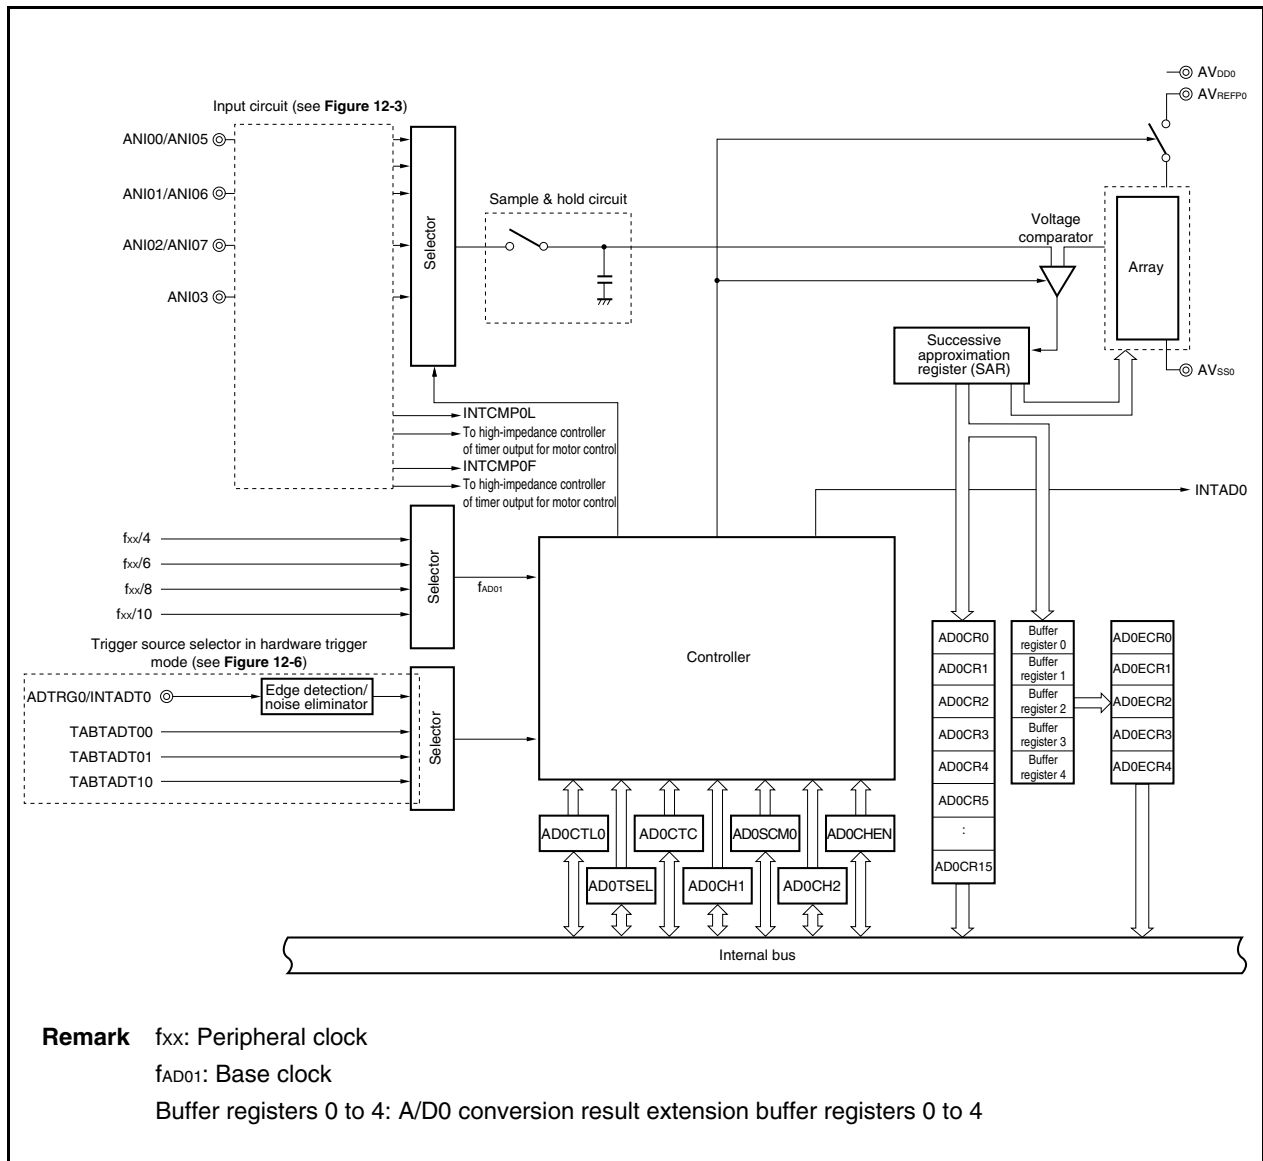 AVDD0
AVREFP0
Input circuit (see Figure 12-3)
ANI00/ANI05
ANI01/ANI06
ANI02/ANI07
ANI03
Selector
Sample & hold circuit
Voltage
comparator
Array
Successive
approximation
register (SAR)
AVSS0
INTCMP0L
To high-impedance controller
of timer output for motor control
INTCMP0F
To high-impedance controller
of timer output for motor control
INTAD0
fxx/4
fxx/6
fxx/8
fxx/10
Selector
fAD01
Controller
Trigger source selector in hardware trigger
mode (see Figure 12-6)
ADTRG0/INTADT0
Edge detection/
noise eliminator
TABTADT00
TABTADT01
TABTADT10
Selector
AD0CR0
AD0CR1
AD0CR2
AD0CR3
AD0CR4
AD0CR5
:
AD0CR15
Buffer
register 0
Buffer
register 1
Buffer
register 2
Buffer
register 3
Buffer
register 4
AD0ECR0
AD0ECR1
AD0ECR2
AD0ECR3
AD0ECR4
AD0CTL0
AD0CTC
AD0SCM0
AD0CHEN
AD0TSEL
AD0CH1
AD0CH2
Internal bus
Remark fxx: Peripheral clock
fAD01: Base clock
Buffer registers 0 to 4: A/D0 conversion result extension buffer registers 0 to 4